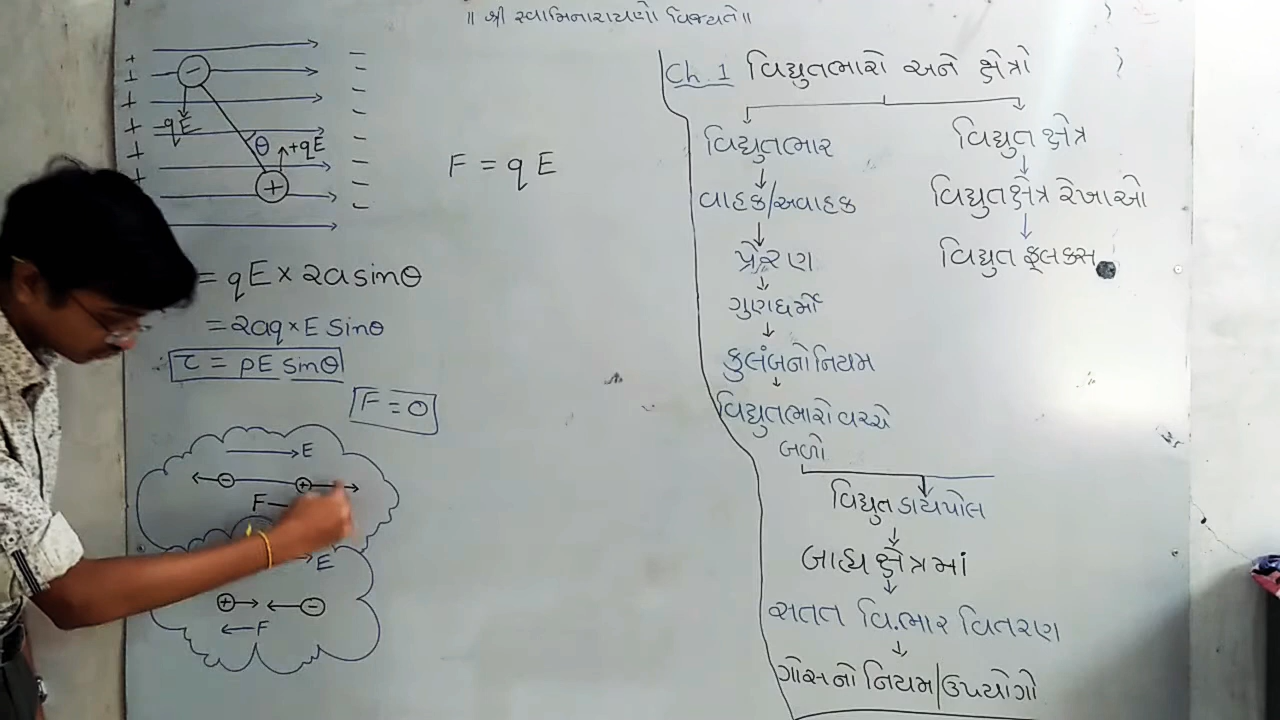 ॥ શ્રી સ્વામિનારાયણો વિજયતે ॥
+ − −
+ −
+ −
+ -qE −
θ +qE
+ −
+ + −
−
F = qE
= qE × 2a sinθ
= 2aq × E Sinθ
∴ τ = pE sinθ
F = 0
E
− +
F
E
+ −
F
Ch. 1 વિદ્યુતભારો અને ક્ષેત્રો
વિદ્યુતભાર
વાહક/અવાહક
પ્રેરણ
ગુણધર્મો
કુલંબનો નિયમ
વિદ્યુતભારો વચ્ચે
બળો
વિદ્યુત ડાયપોલ
બાહ્ય ક્ષેત્રમાં
સતત વિ.ભાર વિતરણ
ગૉસનો નિયમ/ઉપયોગો
વિદ્યુત ક્ષેત્ર
વિદ્યુતક્ષેત્ર રેખાઓ
વિદ્યુત ફ્લક્સ